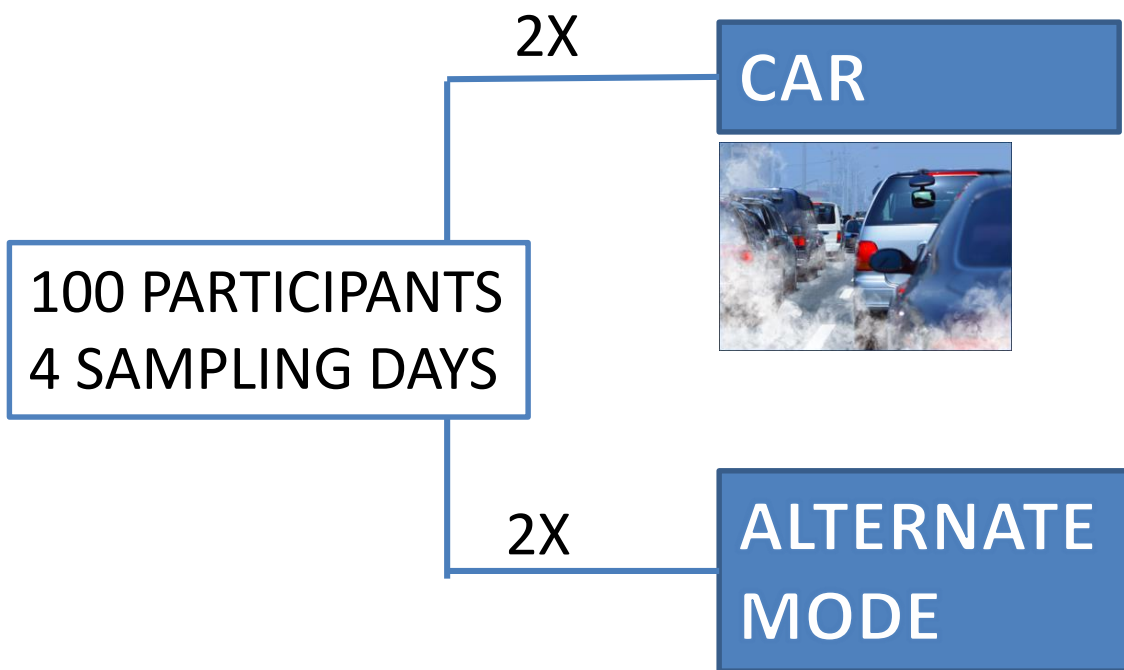 2X
CAR
100 PARTICIPANTS
4 SAMPLING DAYS
2X
ALTERNATE
MODE